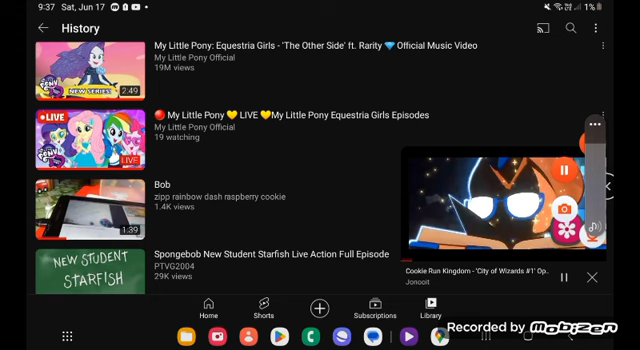 9:37 Sat, Jun 17
History
My Little Pony: Equestria Girls - 'The Other Side' ft. Rarity 💎 Official Music Video
My Little Pony Official
19M views
NEW SERIES!
2:49
🔴 My Little Pony 💛 LIVE 💛My Little Pony Equestria Girls Episodes
My Little Pony Official
19 watching
LIVE
LIVE
Bob
zipp rainbow dash raspberry cookie
1.4K views
1:39
Spongebob New Student Starfish Live Action Full Episode
PTVG2004
29K views
NEW STUDENT
STARFISH
Cookie Run Kingdom - 'City of Wizards #1' Op..
Joncoit
Home
Shorts
Subscriptions
Library
Recorded by Mobizen